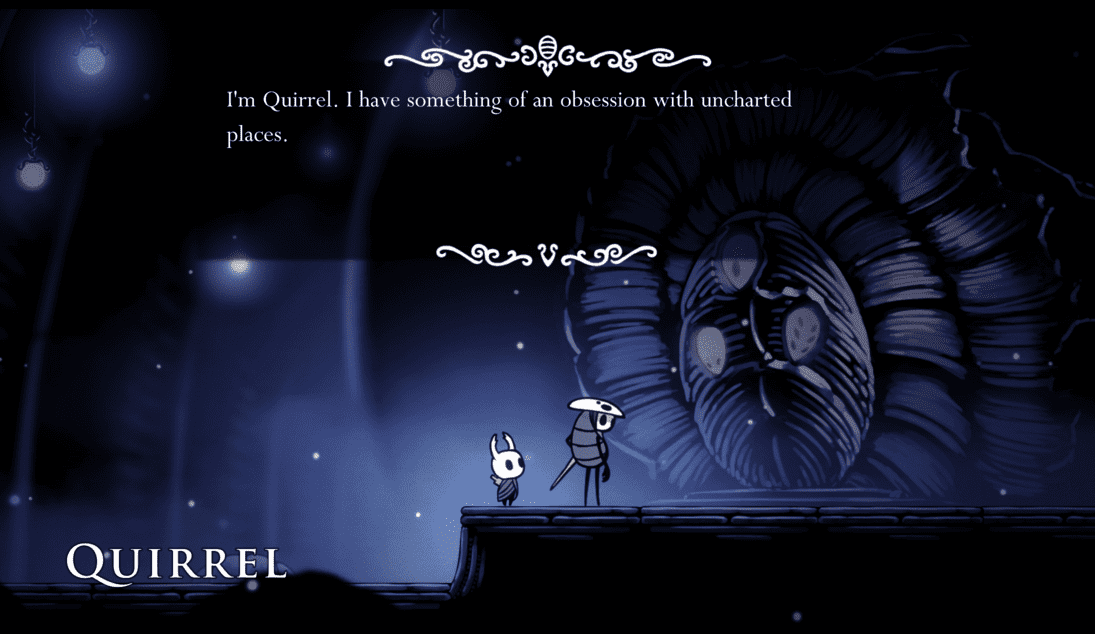 I'm Quirrel. I have something of an obsession with uncharted
places.
QUIRREL